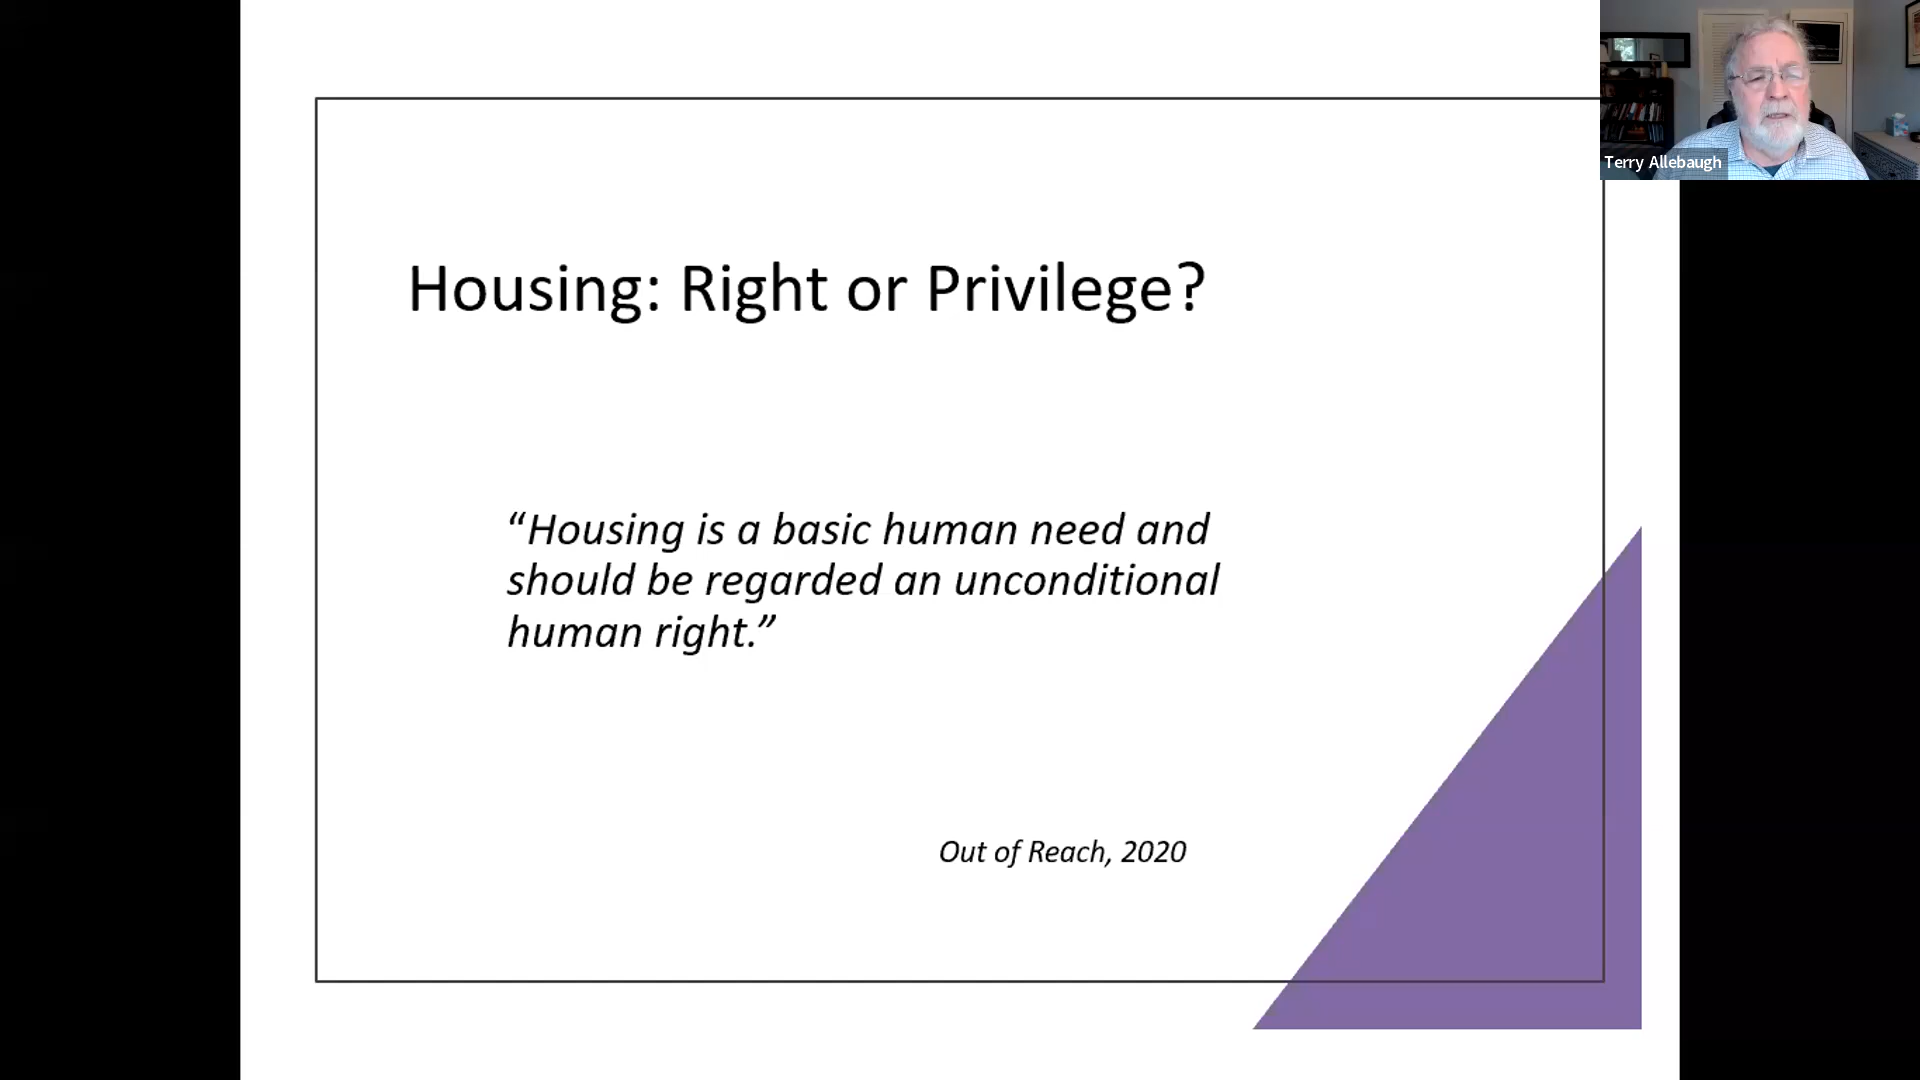 Terry Allebaugh
Housing: Right or Privilege?
“Housing is a basic human need and
should be regarded an unconditional
human right.”
Out of Reach, 2020